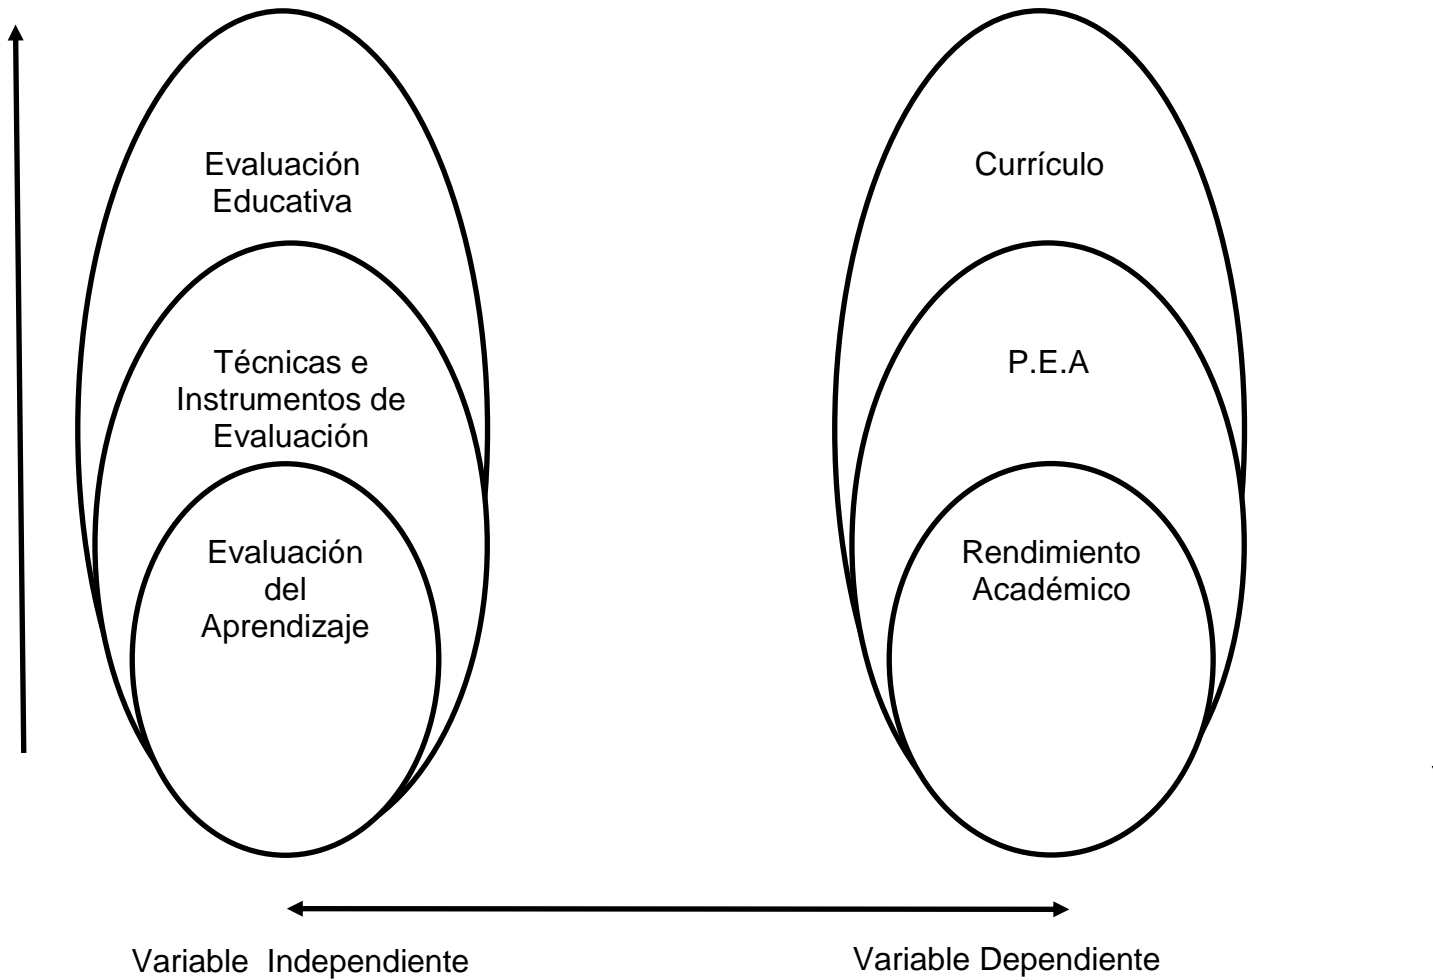 Evaluación
Educativa
Técnicas e
Instrumentos de
Evaluación
Evaluación
del
Aprendizaje
Variable  Independiente
Currículo
P.E.A
Rendimiento
Académico
Variable Dependiente